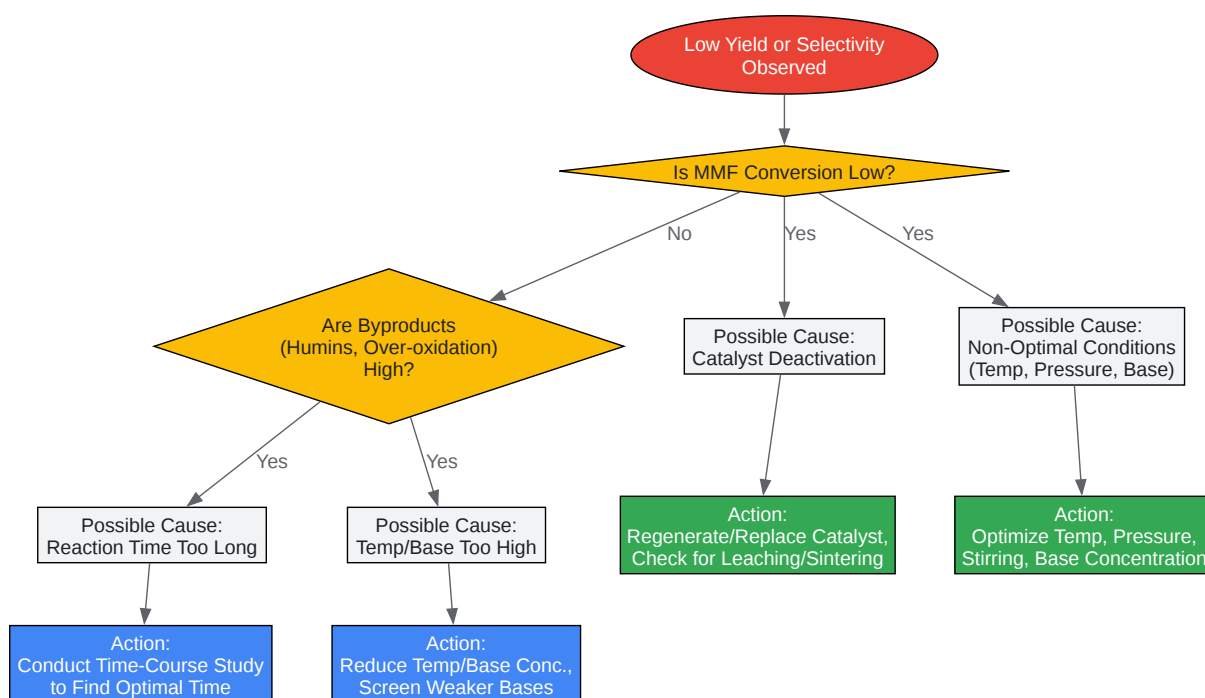 Low Yield or Selectivity
Observed
Is MMF Conversion Low?
No
Yes
Yes
Are Byproducts
(Humins, Over-oxidation)
High?
Possible Cause:
Catalyst Deactivation
Possible Cause:
Non-Optimal Conditions
(Temp, Pressure, Base)
Yes
Yes
Possible Cause:
Reaction Time Too Long
Possible Cause:
Temp/Base Too High
Action:
Regenerate/Replace Catalyst,
Check for Leaching/Sintering
Action:
Optimize Temp, Pressure,
Stirring, Base Concentration
Action:
Conduct Time-Course Study
to Find Optimal Time
Action:
Reduce Temp/Base Conc.,
Screen Weaker Bases